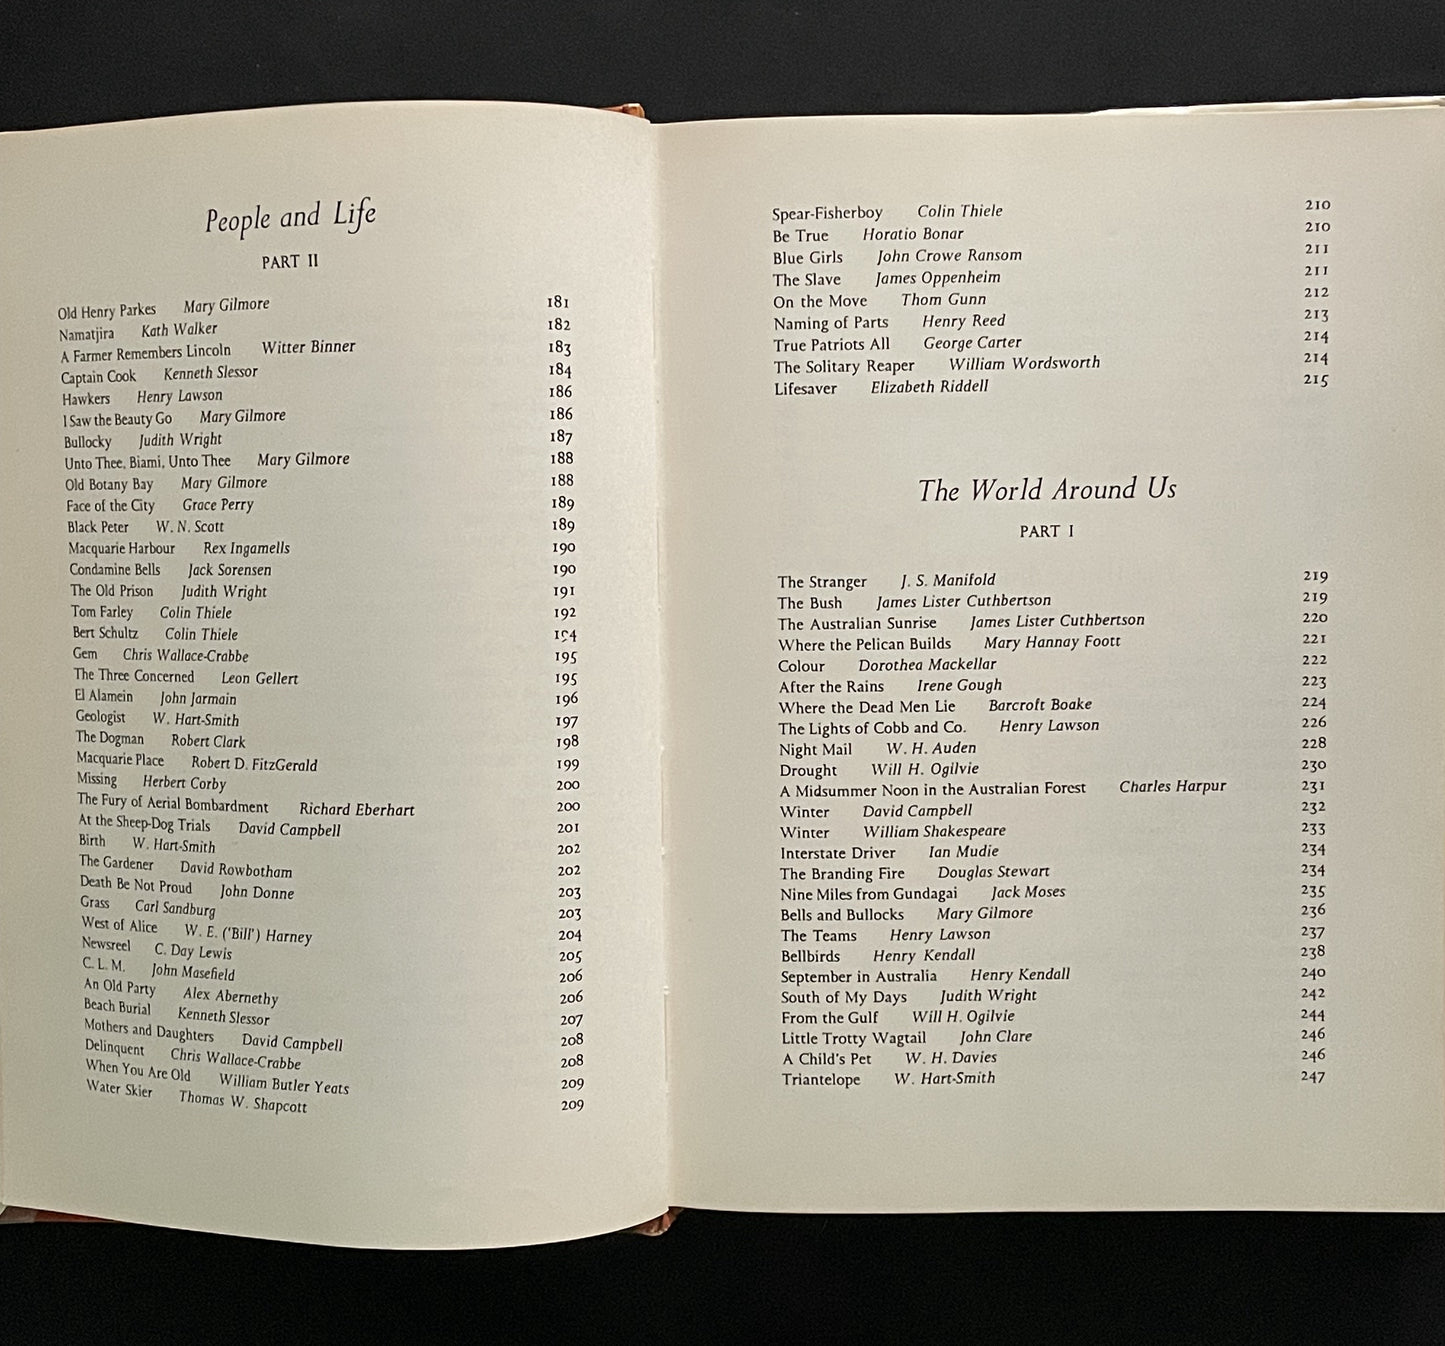 People and Life
PART II
Old Henry Parkes Mary Gilmore 181
Namatjira Kath Walker 182
A Farmer Remembers Lincoln Witter Binner 183
Captain Cook Kenneth Slessor 184
Hawkers Henry Lawson 186
I Saw the Beauty Go Mary Gilmore 186
Bullocky Judith Wright 187
Unto Thee, Biami, Unto Thee Mary Gilmore 188
Old Botany Bay Mary Gilmore 188
Face of the City Grace Perry 189
Black Peter W. N. Scott 189
Macquarie Harbour Rex Ingamells 190
Condamine Bells Jack Sorensen 190
The Old Prison Judith Wright 191
Tom Farley Colin Thiele 192
Bert Schultz Colin Thiele 194
Gem Chris Wallace-Crabbe 195
The Three Concerned Leon Gellert 195
El Alamein John Jarmain 196
Geologist W. Hart-Smith 197
The Dogman Robert Clark 198
Macquarie Place Robert D. FitzGerald 199
Missing Herbert Corby 200
The Fury of Aerial Bombardment Richard Eberhart 200
At the Sheep-Dog Trials David Campbell 201
Birth W. Hart-Smith 202
The Gardener David Rowbotham 202
Death Be Not Proud John Donne 203
Grass Carl Sandburg 203
West of Alice W. E. ('Bill') Harney 204
Newsreel C. Day Lewis 205
C. L. M. John Masefield 206
An Old Party Alex Abernethy 206
Beach Burial Kenneth Slessor 207
Mothers and Daughters David Campbell 208
Delinquent Chris Wallace-Crabbe 208
When You Are Old William Butler Yeats 209
Water Skier Thomas W. Shapcott 209
Spear-Fisherboy Colin Thiele 210
Be True Horatio Bonar 210
Blue Girls John Crowe Ransom 211
The Slave James Oppenheim 211
On the Move Thom Gunn 212
Naming of Parts Henry Reed 213
True Patriots All George Carter 214
The Solitary Reaper William Wordsworth 214
Lifesaver Elizabeth Riddell 215
The World Around Us
PART I
The Stranger J. S. Manifold 219
The Bush James Lister Cuthbertson 219
The Australian Sunrise James Lister Cuthbertson 220
Where the Pelican Builds Mary Hannay Foott 221
Colour Dorothea Mackellar 222
After the Rains Irene Gough 223
Where the Dead Men Lie Barcroft Boake 224
The Lights of Cobb and Co. Henry Lawson 226
Night Mail W. H. Auden 228
Drought Will H. Ogilvie 230
A Midsummer Noon in the Australian Forest Charles Harpur 231
Winter David Campbell 232
Winter William Shakespeare 233
Interstate Driver Ian Mudie 234
The Branding Fire Douglas Stewart 234
Nine Miles from Gundagai Jack Moses 235
Bells and Bullocks Mary Gilmore 236
The Teams Henry Lawson 237
Bellbirds Henry Kendall 238
September in Australia Henry Kendall 240
South of My Days Judith Wright 242
From the Gulf Will H. Ogilvie 244
Little Trotty Wagtail John Clare 246
A Child's Pet W. H. Davies 246
Triantelope W. Hart-Smith 247